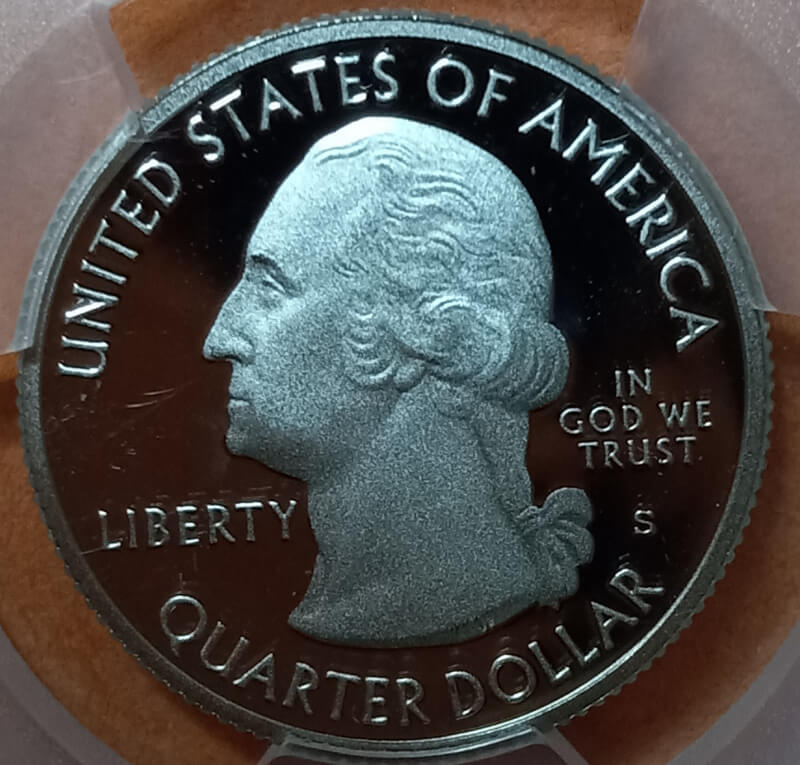 UNITED STATES OF AMERICA
IN
GOD WE
TRUST
LIBERTY
S
QUARTER DOLLAR